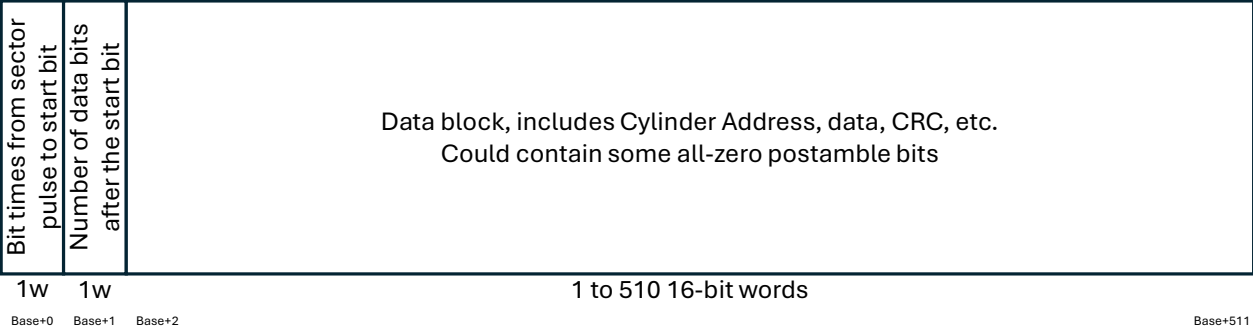 Bit times from sector
pulse to start bit
Number of data bits
after the start bit
Data block, includes Cylinder Address, data, CRC, etc.
Could contain some all-zero postamble bits
1w
1w
1 to 510 16-bit words
Base+0
Base+1
Base+2
Base+511